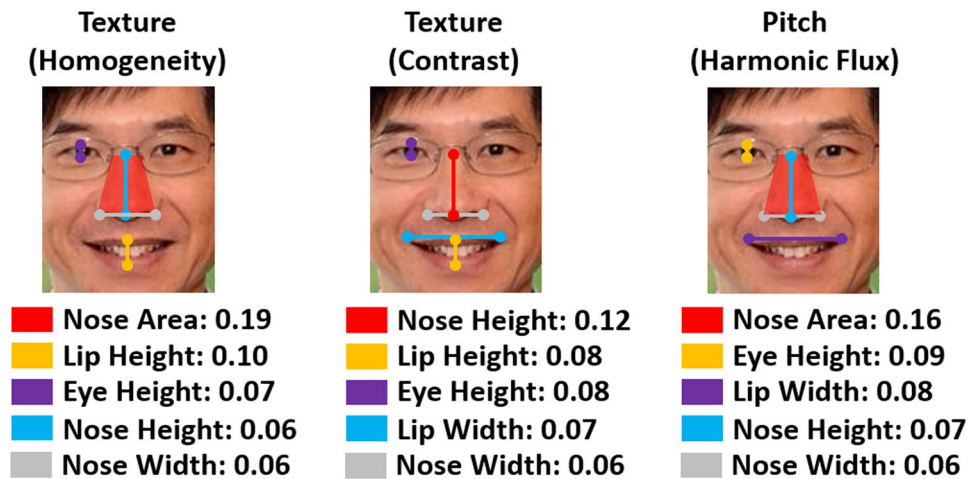 Texture
(Homogeneity)
Nose Area: 0.19
Lip Height: 0.10
Eye Height: 0.07
Nose Height: 0.06
Nose Width: 0.06
Texture
(Contrast)
Nose Height: 0.12
Lip Height: 0.08
Eye Height: 0.08
Lip Width: 0.07
Nose Width: 0.06
Pitch
(Harmonic Flux)
Nose Area: 0.16
Eye Height: 0.09
Lip Width: 0.08
Nose Height: 0.07
Nose Width: 0.06